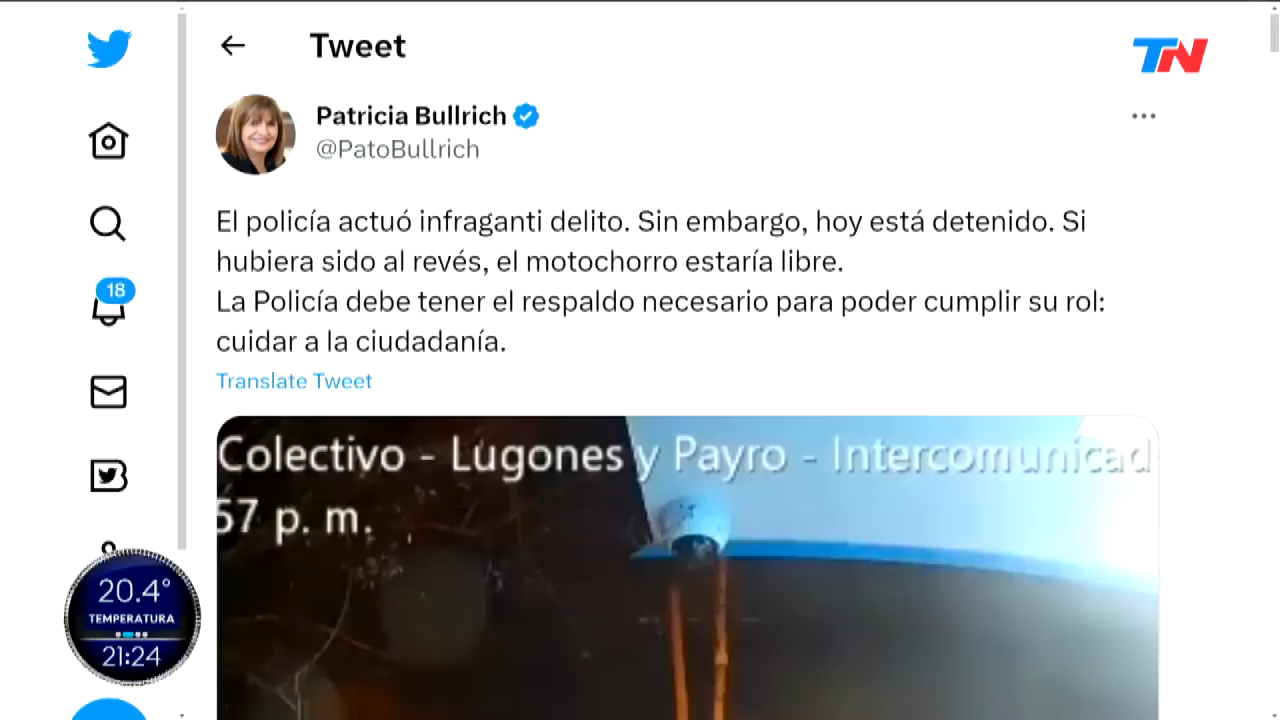 Tweet
TN
Patricia Bullrich
@PatoBullrich
El policía actuó infraganti delito. Sin embargo, hoy está detenido. Si
hubiera sido al revés, el motochorro estaría libre.
La Policía debe tener el respaldo necesario para poder cumplir su rol:
cuidar a la ciudadanía.
Translate Tweet
18
Colectivo - Lugones y Payro - Intercomunicad
57 p. m.
20.4°
TEMPERATURA
21:24